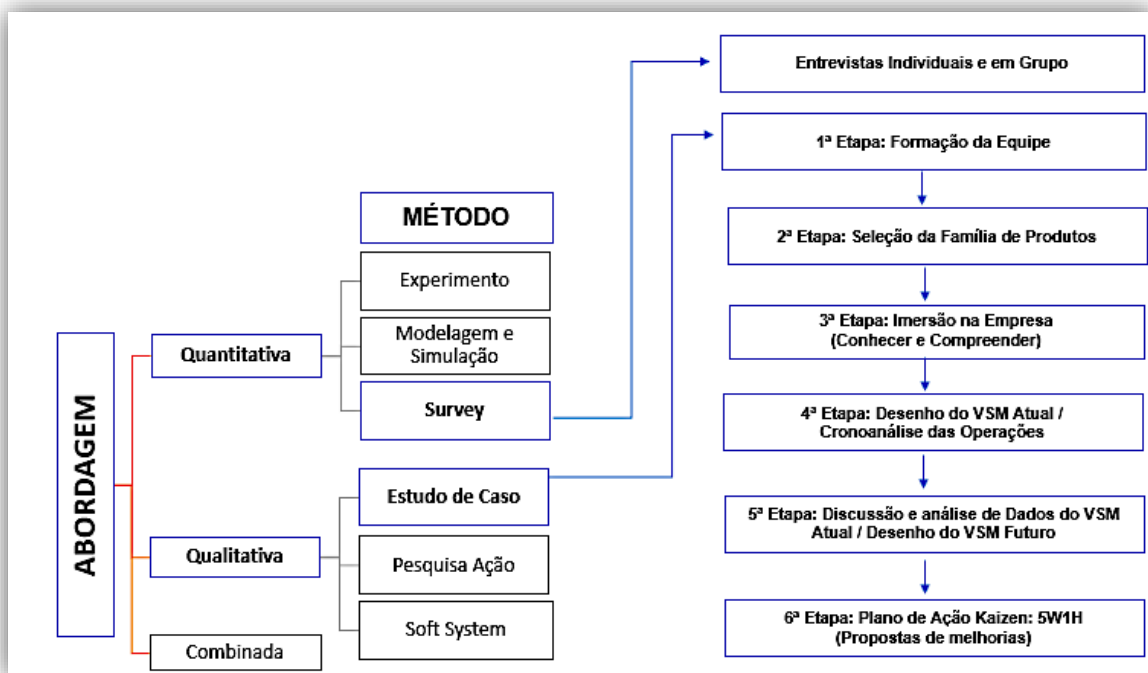 ABORDAGEM
Quantitativa
Qualitativa
Combinada
MÉTODO
Experimento
Modelagem e
Simulação
Survey
Estudo de Caso
Pesquisa Ação
Soft System
Entrevistas Individuais e em Grupo
1ª Etapa: Formação da Equipe
2ª Etapa: Seleção da Família de Produtos
3ª Etapa: Imersão na Empresa
(Conhecer e Compreender)
4ª Etapa: Desenho do VSM Atual /
Cronoanálise das Operações
5ª Etapa: Discussão e análise de Dados do VSM
Atual / Desenho do VSM Futuro
6ª Etapa: Plano de Ação Kaizen: 5W1H
(Propostas de melhorias)